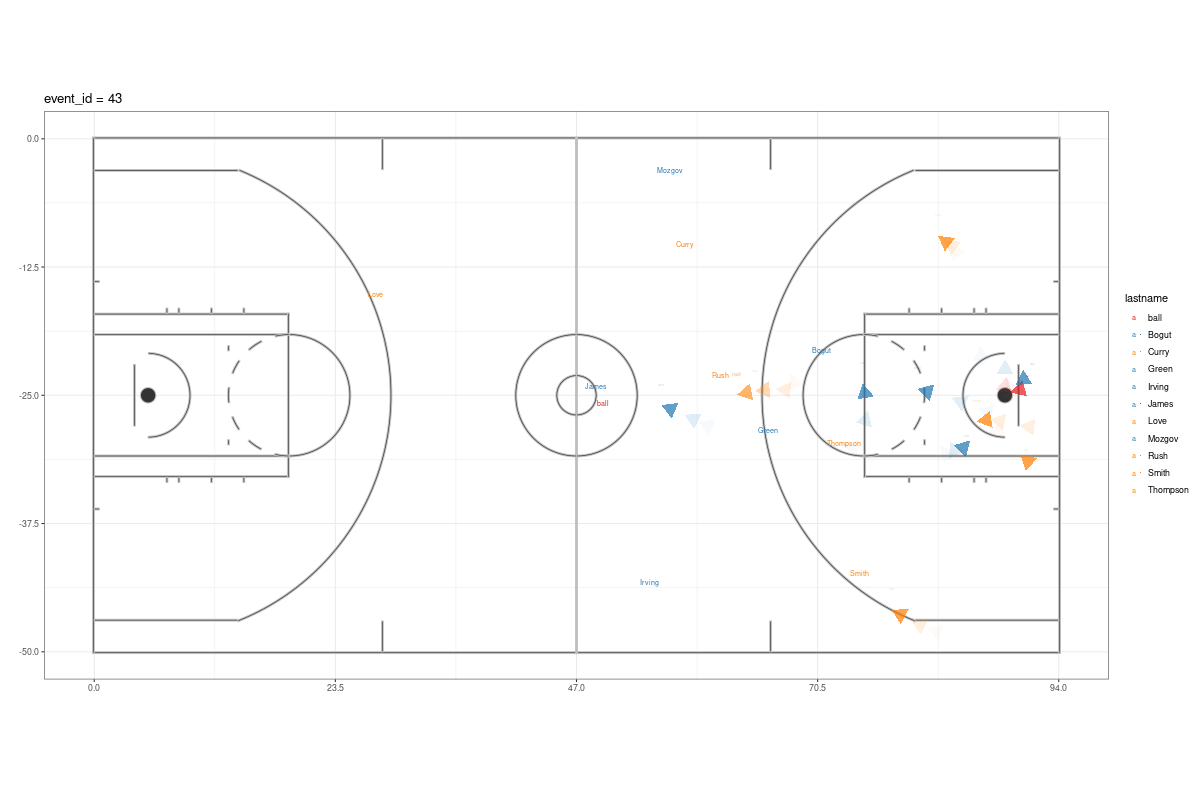 event_id = 43
0.0
-12.5
-25.0
-37.5
-50.0
0.0
23.5
47.0
70.5
94.0
Mozgov
Curry
Love
Bogut
Rush
James
ball
Green
Thompson
Smith
Irving
lastname
a ball
a Bogut
a Curry
a Green
a Irving
a James
a Love
a Mozgov
a Rush
a Smith
a Thompson